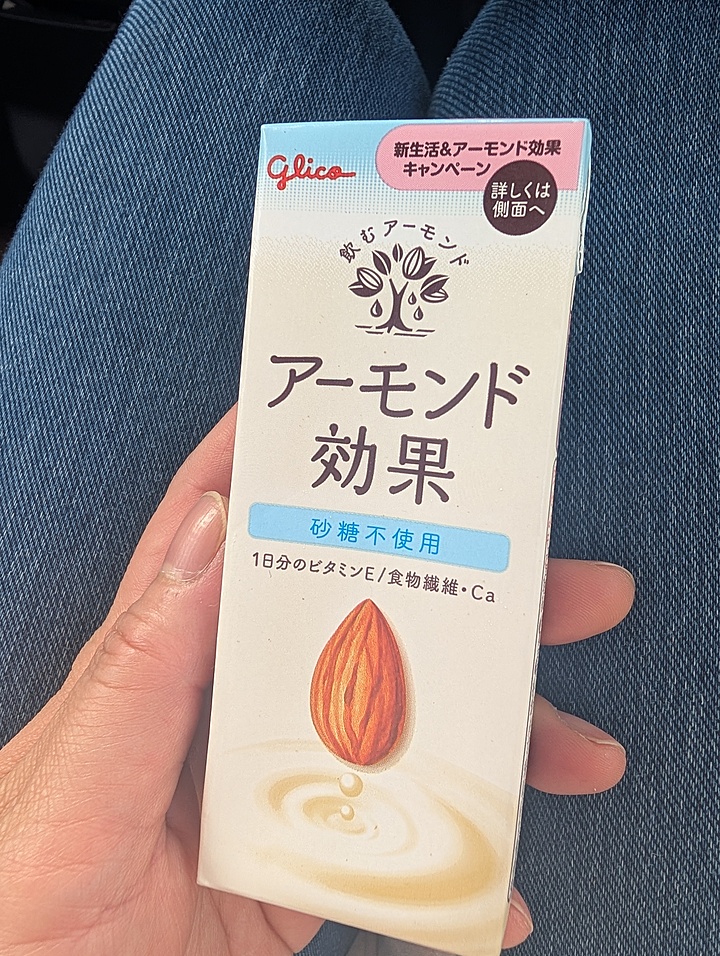 Glico
新生活&アーモンド効果
キャンペーン
詳しくは
側面へ
飲むアーモンド
アーモンド
効果
砂糖不使用
1日分のビタミンE/食物繊維・Ca